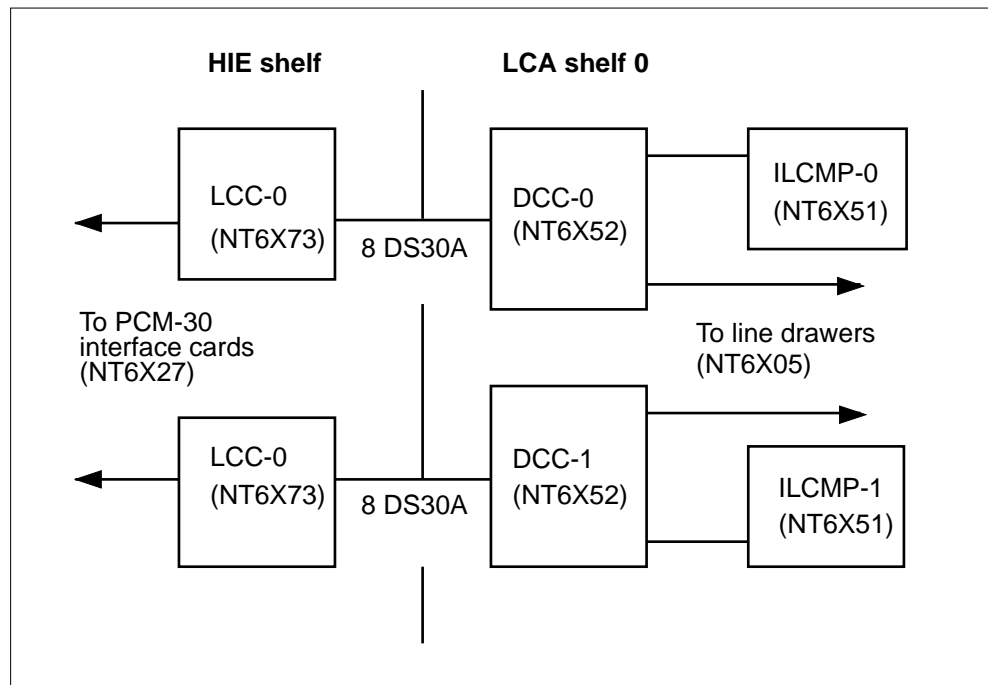 HIE shelf
LCA shelf 0
LCC-0
(NT6X73)
8 DS30A
DCC-0
(NT6X52)
ILCMP-0
(NT6X51)
To PCM-30
interface cards
(NT6X27)
To line drawers
(NT6X05)
LCC-0
(NT6X73)
8 DS30A
DCC-1
(NT6X52)
ILCMP-1
(NT6X51)